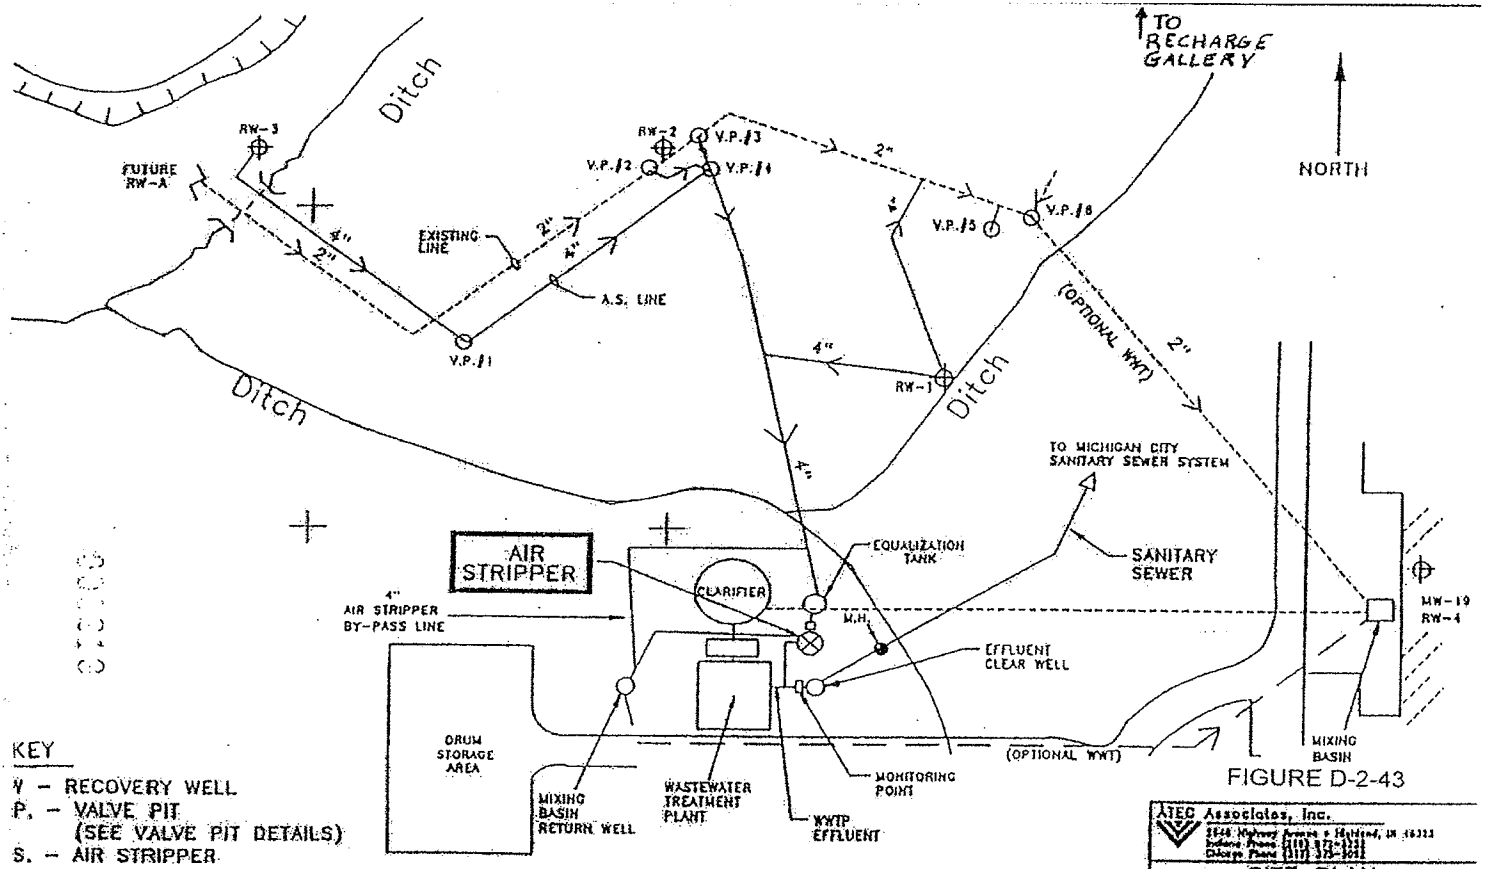 TO
RECHARGE
GALLERY
Ditch
NORTH
RW-3
RW-2
V.P.#3
FUTURE
RW-A
V.P.#2
V.P.#4
2"
4"
V.P.#5
V.P.#6
4"
2"
EXISTING
LINE
2"
4"
A.S. LINE
V.P.#1
(OPTIONAL WWT)
2"
4"
RW-1
Ditch
Ditch
4"
TO MICHIGAN CITY
SANITARY SEWER SYSTEM
AIR
STRIPPER
EQUALIZATION
TANK
SANITARY
SEWER
CLARIFIER
4"
AIR STRIPPER
BY-PASS LINE
M.H.
MW-19
RW-4
EFFLUENT
CLEAR WELL
DRUM
STORAGE
AREA
(OPTIONAL WWT)
MIXING
BASIN
KEY
W - RECOVERY WELL
P. - VALVE PIT
(SEE VALVE PIT DETAILS)
S. - AIR STRIPPER
MIXING
BASIN
RETURN WELL
WASTEWATER
TREATMENT
PLANT
MONITORING
POINT
WWTP
EFFLUENT
FIGURE D-2-43
ATEC Associates, Inc.